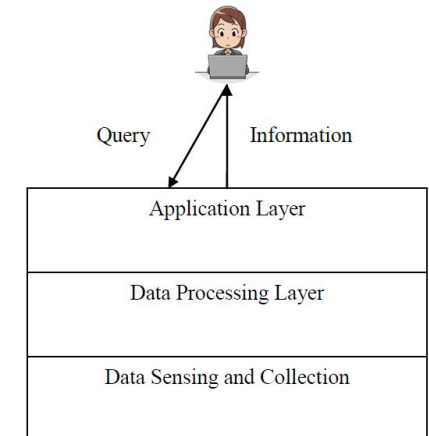 Query
Information
Application Layer
Data Processing Layer
Data Sensing and Collection